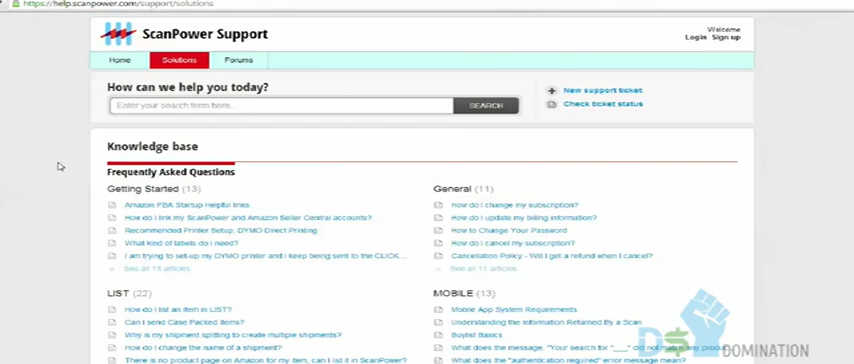 https://help.scanpower.com/support/solutions
ScanPower Support
Welcome
Login Sign up
Home Solutions Forums
How can we help you today?
Enter your search term here...
SEARCH
New support ticket
Check ticket status
Knowledge base
Frequently Asked Questions
Getting Started (13)
Amazon FBA Startup Helpful links
How do I link my ScanPower and Amazon Seller Central accounts?
Recommended Printer Setup: DYMO Direct Printing
What kind of labels do I need?
I am trying to set-up my DYMO printer and I keep being sent to the CLICK ...
See all 13 articles
General (11)
How do I change my subscription?
How do I update my billing information?
How to Change Your Password
How do I cancel my subscription?
Cancellation Policy - Will I get a refund when I cancel?
See all 11 articles
LIST (22)
How do I list an item in LIST?
Can I send Case Packed items?
Why is my shipment splitting to create multiple shipments?
How do I change the name of a shipment?
There is no product page on Amazon for my item, can I list it in ScanPower?
MOBILE (13)
Mobile App System Requirements
Understanding the Information Returned By a Scan
Buylist Basics
What does the message, "Your search for "___" did not match any produ
What does the "authentication required" error message mean?
D$ DOMINATION